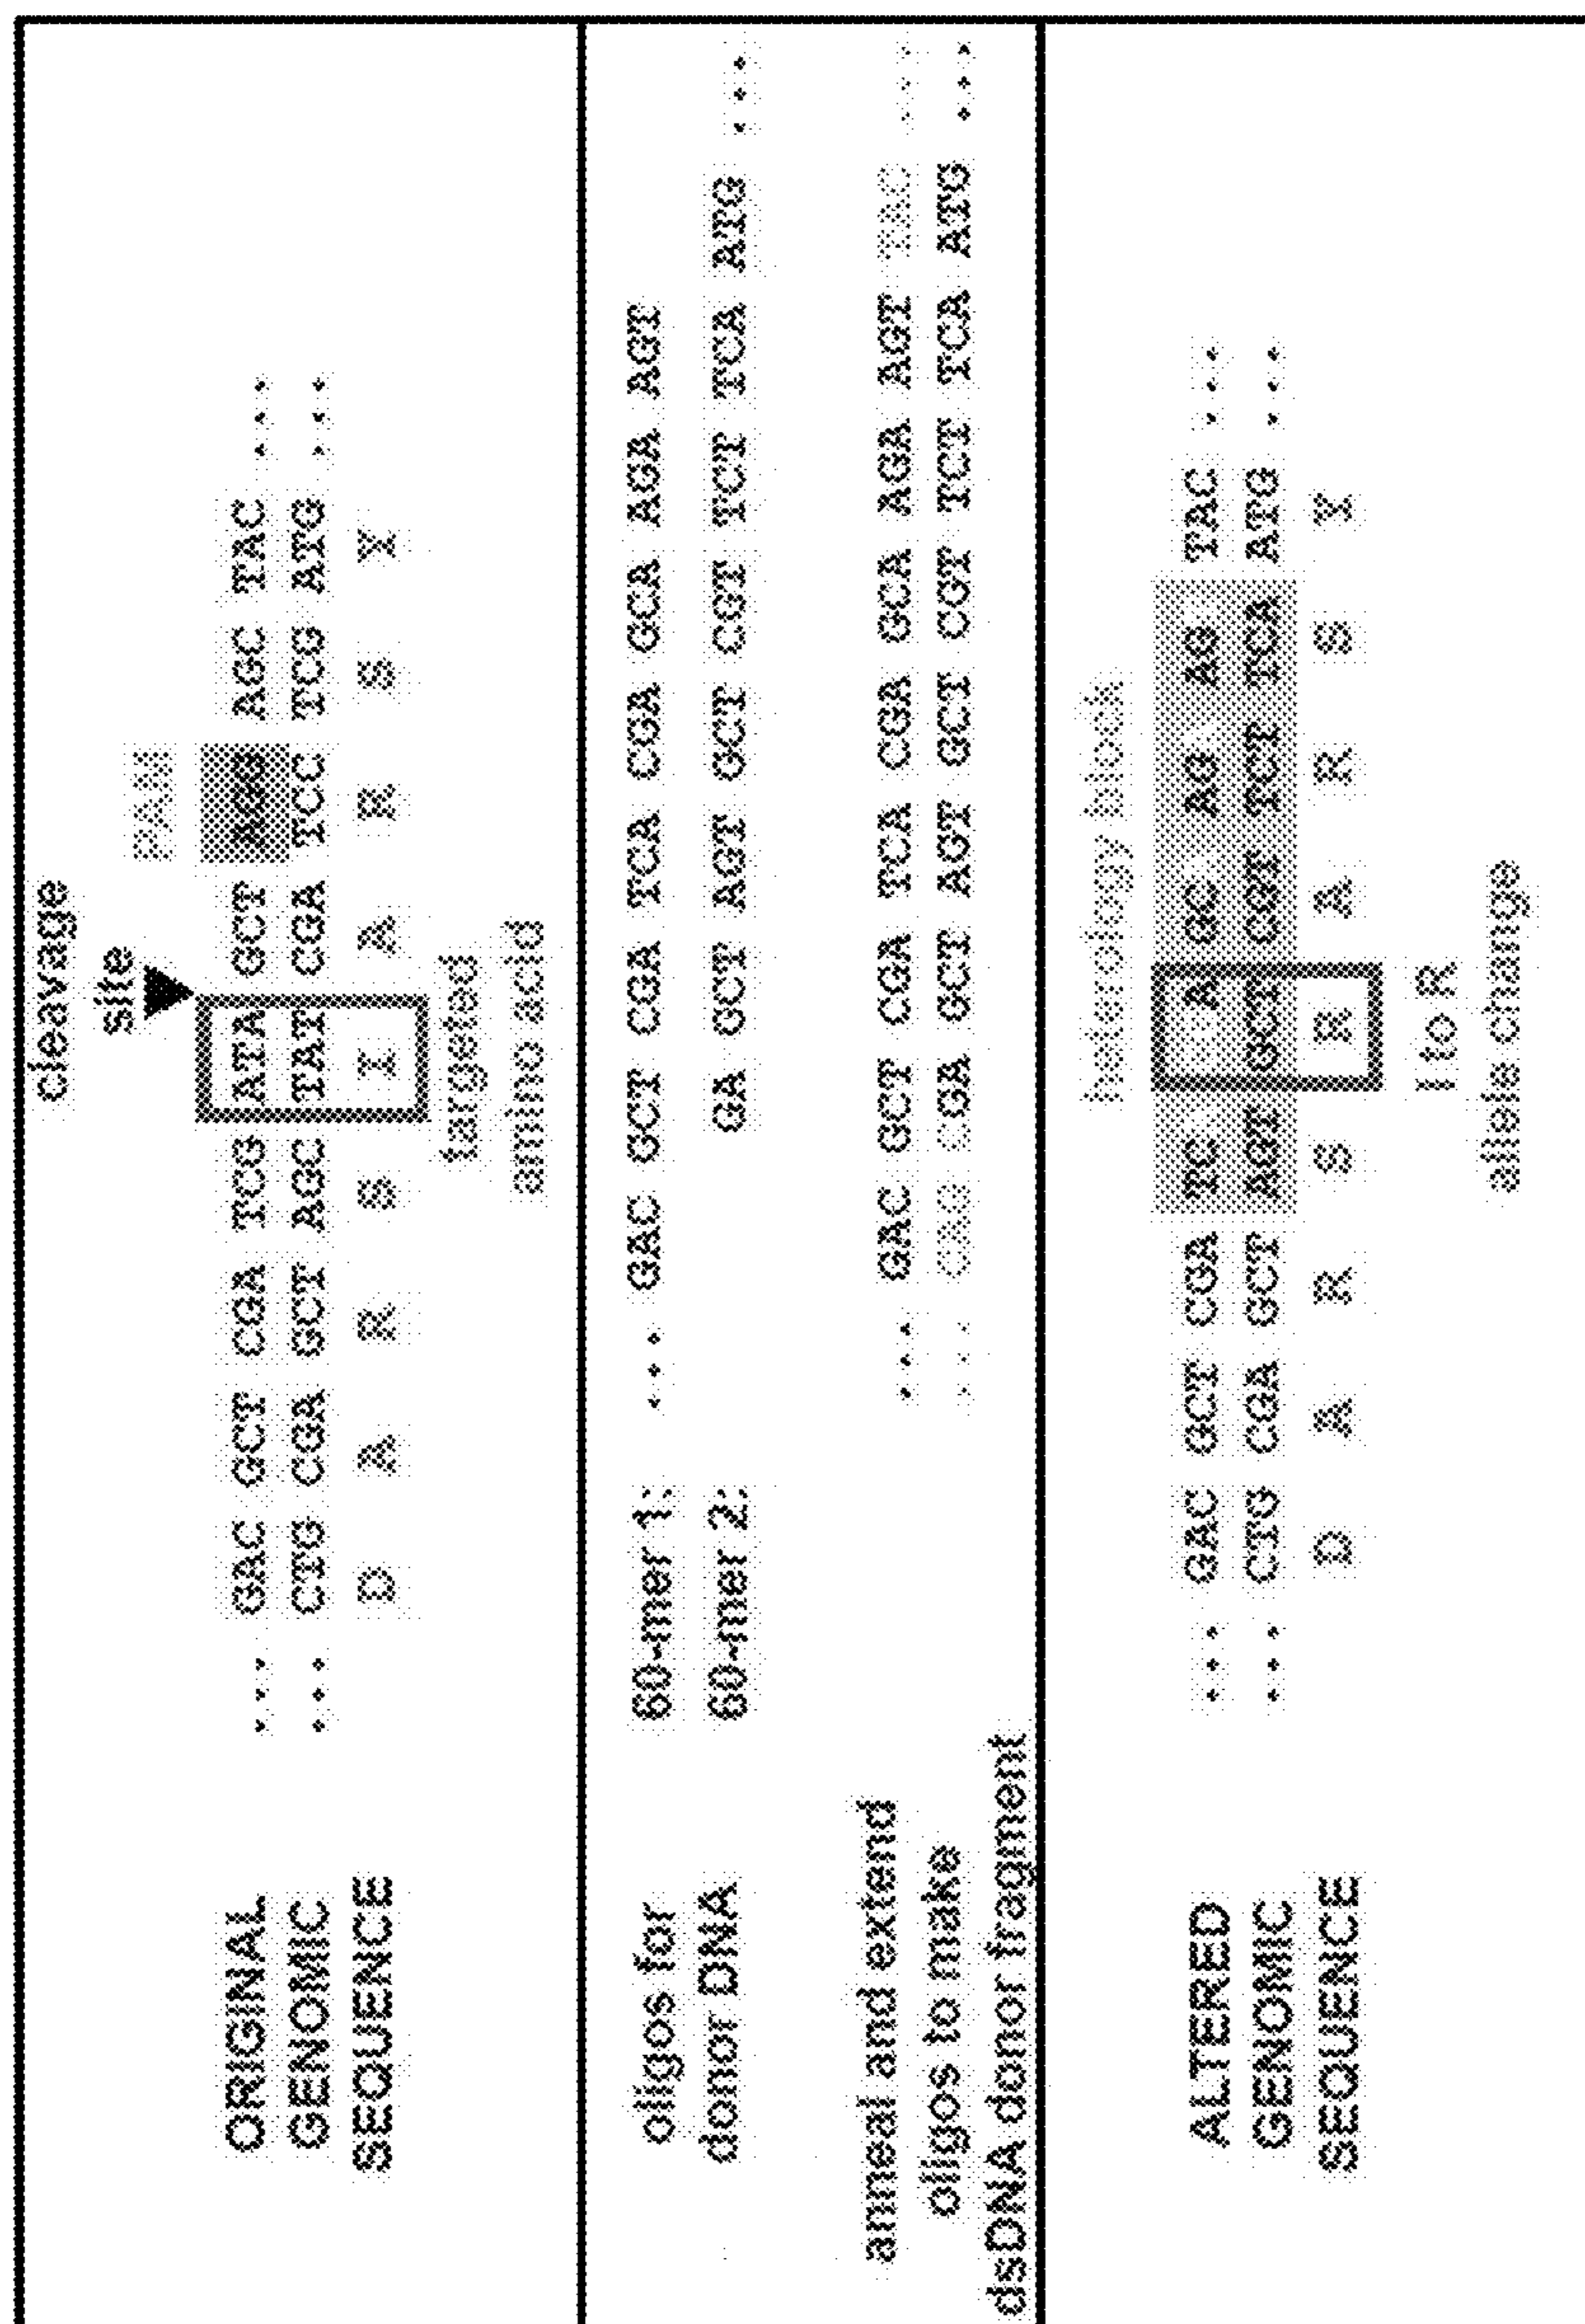 cleavage
site
PAM
ORIGINAL
GENOMIC
SEQUENCE
... GAC GCT CGA TCG ATA GCT AGG AGC TAC ...
... CTG CGA GCT AGC TAT CGA TCC TCG ATG ...
D A R S I A R S Y
targeted
amino acid
oligos for
donor DNA
60-mer 1: ... GAC GCT CGA TCA CGA GCA AGA AGT
60-mer 2: GA GCT AGT GCT CGT TCT TCA ATG ...
anneal and extend
oligos to make
dsDNA donor fragment
... GAC GCT CGA TCA CGA GCA AGA AGT TAC ...
... CAG CGA GCT AGT GCT CGT TCT TCA ATG ...
heterology block
ALTERED
GENOMIC
SEQUENCE
... GAC GCT CGA TC A GC AG AG TAC ...
... CTG CGA GCT AGT GCT CGT TCT TCA ATG ...
D A R S R A R S Y
I to R
allele change